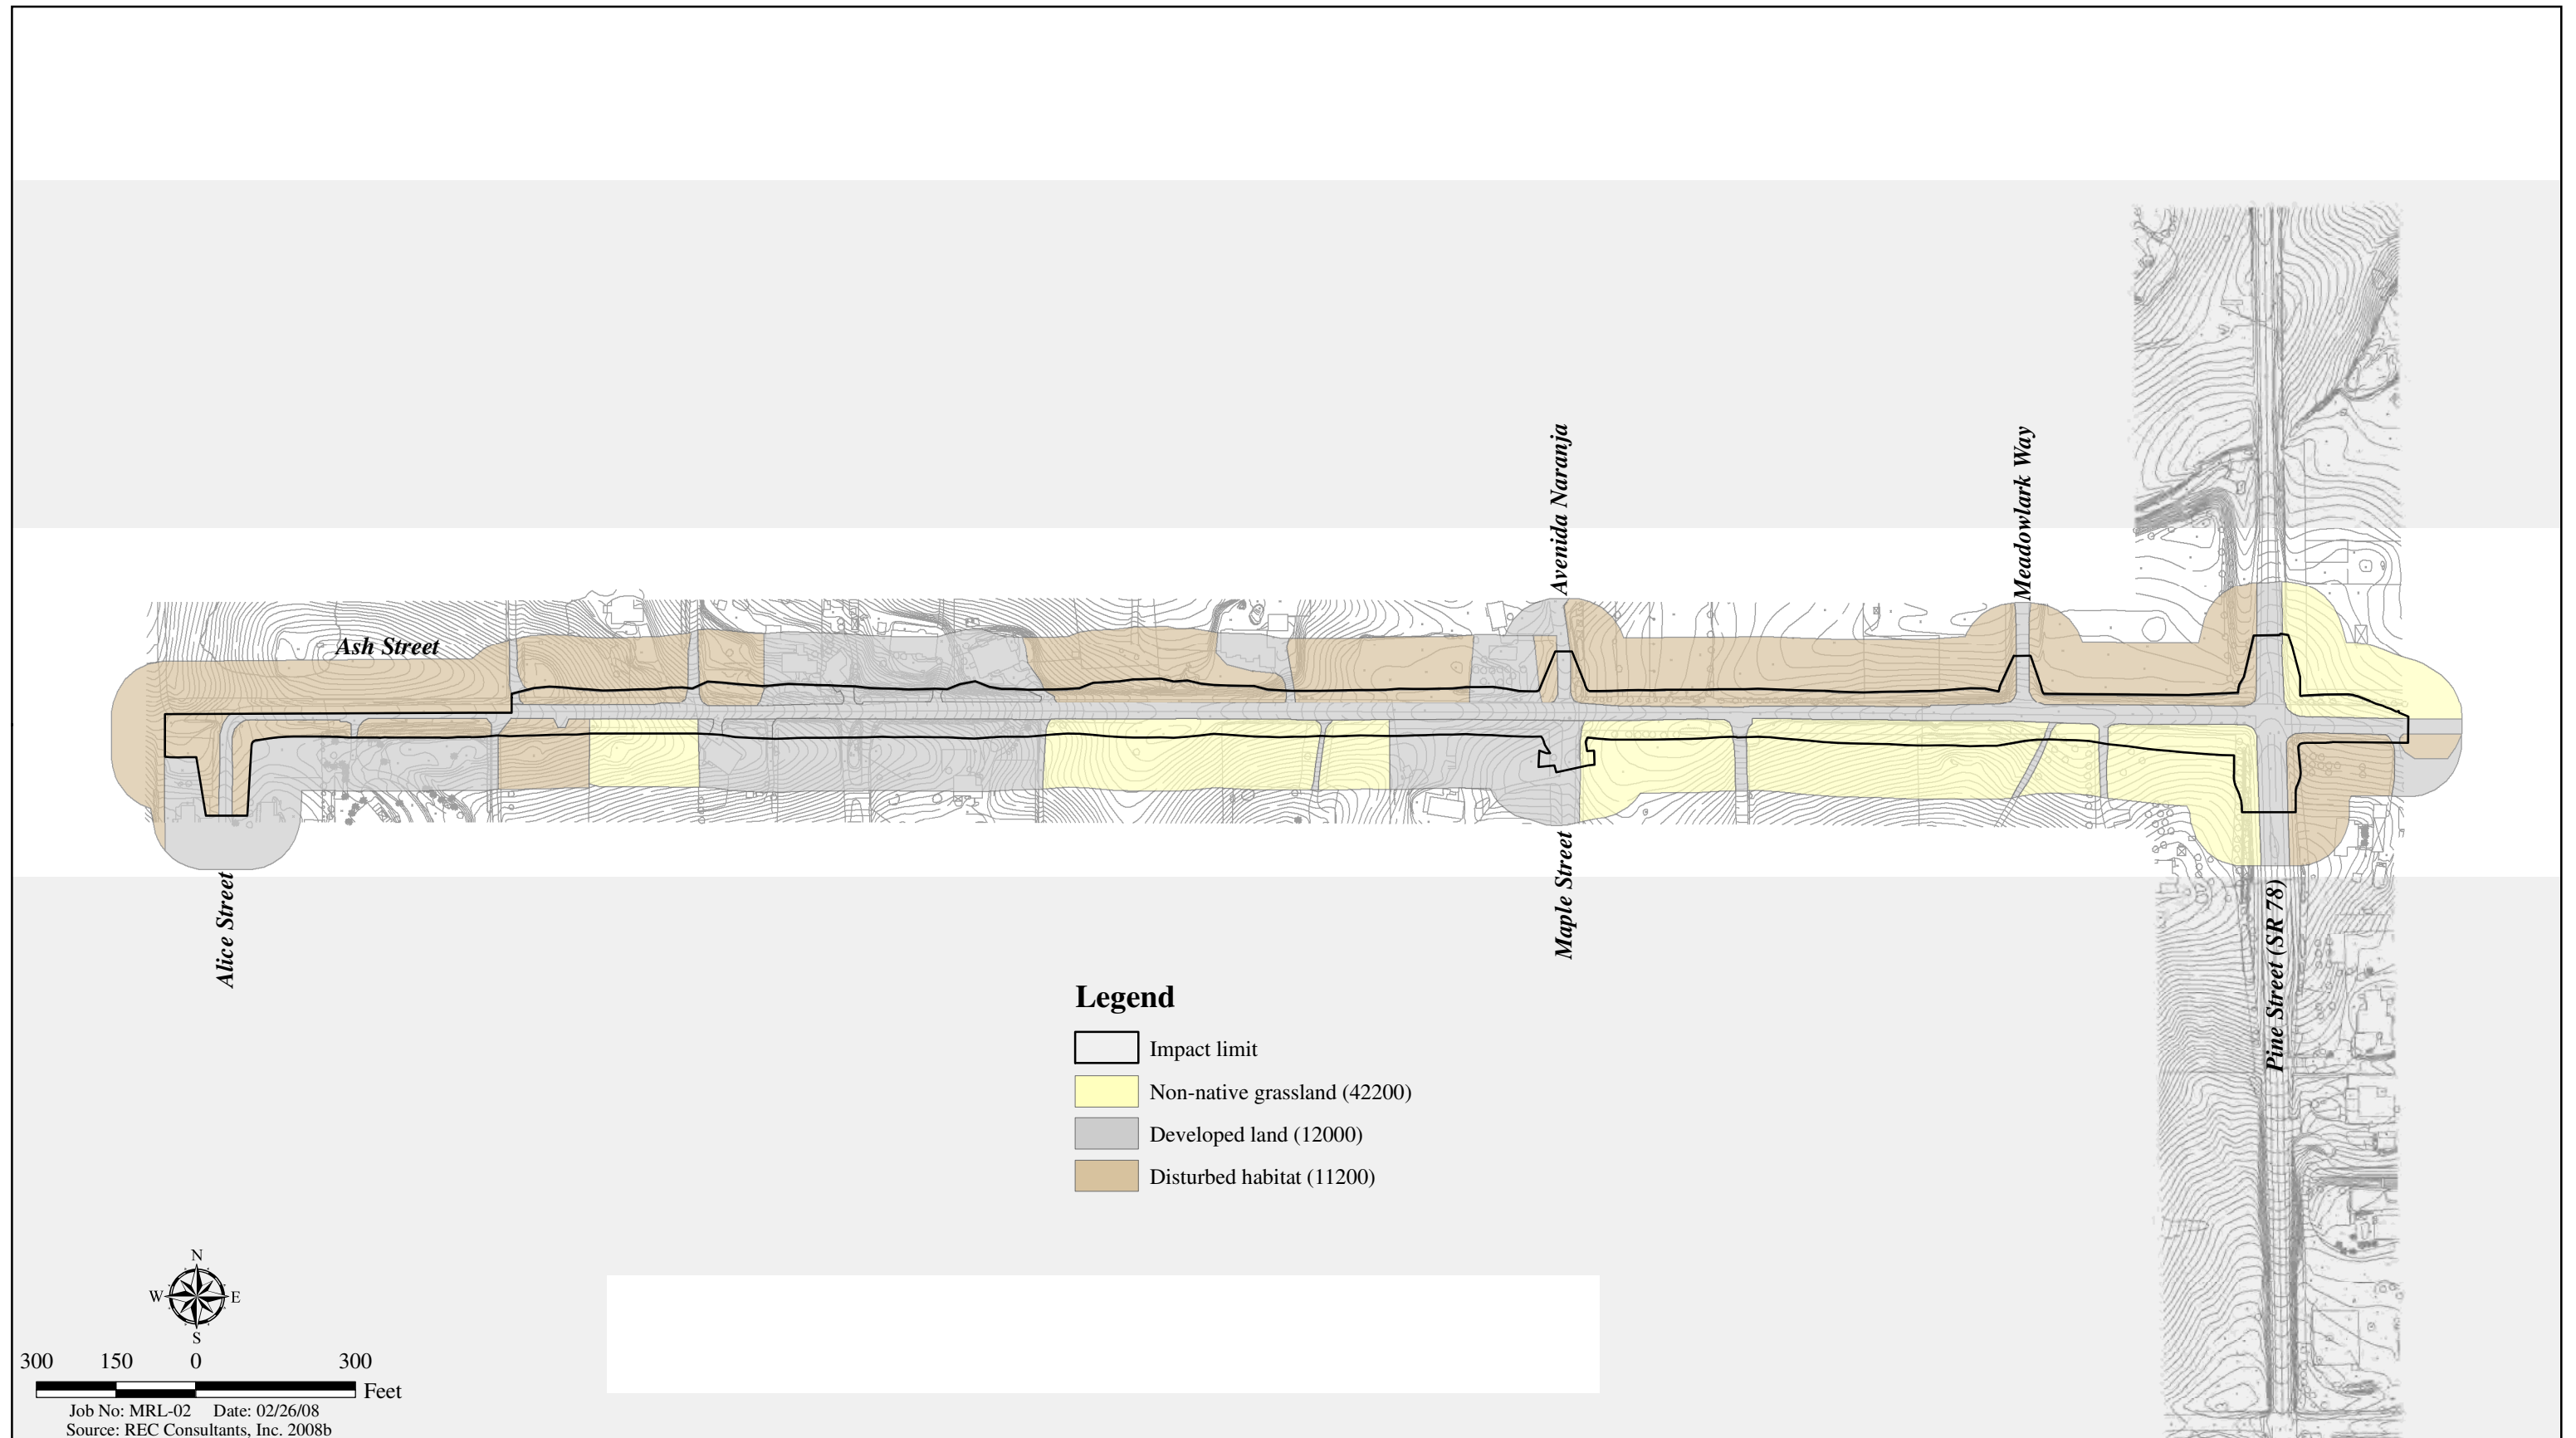 Avenida Naranja
Meadowlark Way
Ash Street
Maple Street
Alice Street
Pine Street (SR 78)
Legend
Impact limit
Non-native grassland (42200)
Developed land (12000)
Disturbed habitat (11200)
N
W E
S
300 150 0 300
Feet
Job No: MRL-02 Date: 02/26/08
Source: REC Consultants, Inc. 2008b